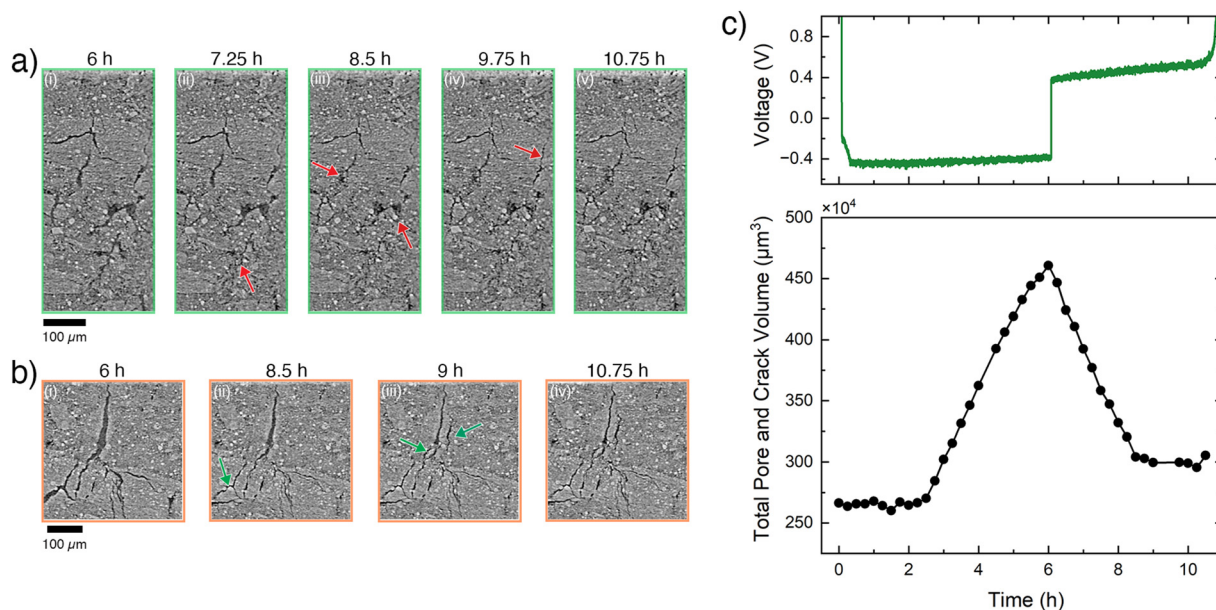 a)
6 h
7.25 h
8.5 h
9.75 h
10.75 h
(i)
(ii)
(iii)
(iv)
(v)
100 µm
b)
6 h
8.5 h
9 h
10.75 h
(i)
(ii)
(iii)
(iv)
100 µm
c)
Voltage (V)
0.8
0.4
0.0
−0.4
×10⁴
Total Pore and Crack Volume (µm³)
500
450
400
350
300
250
0
2
4
6
8
10
Time (h)